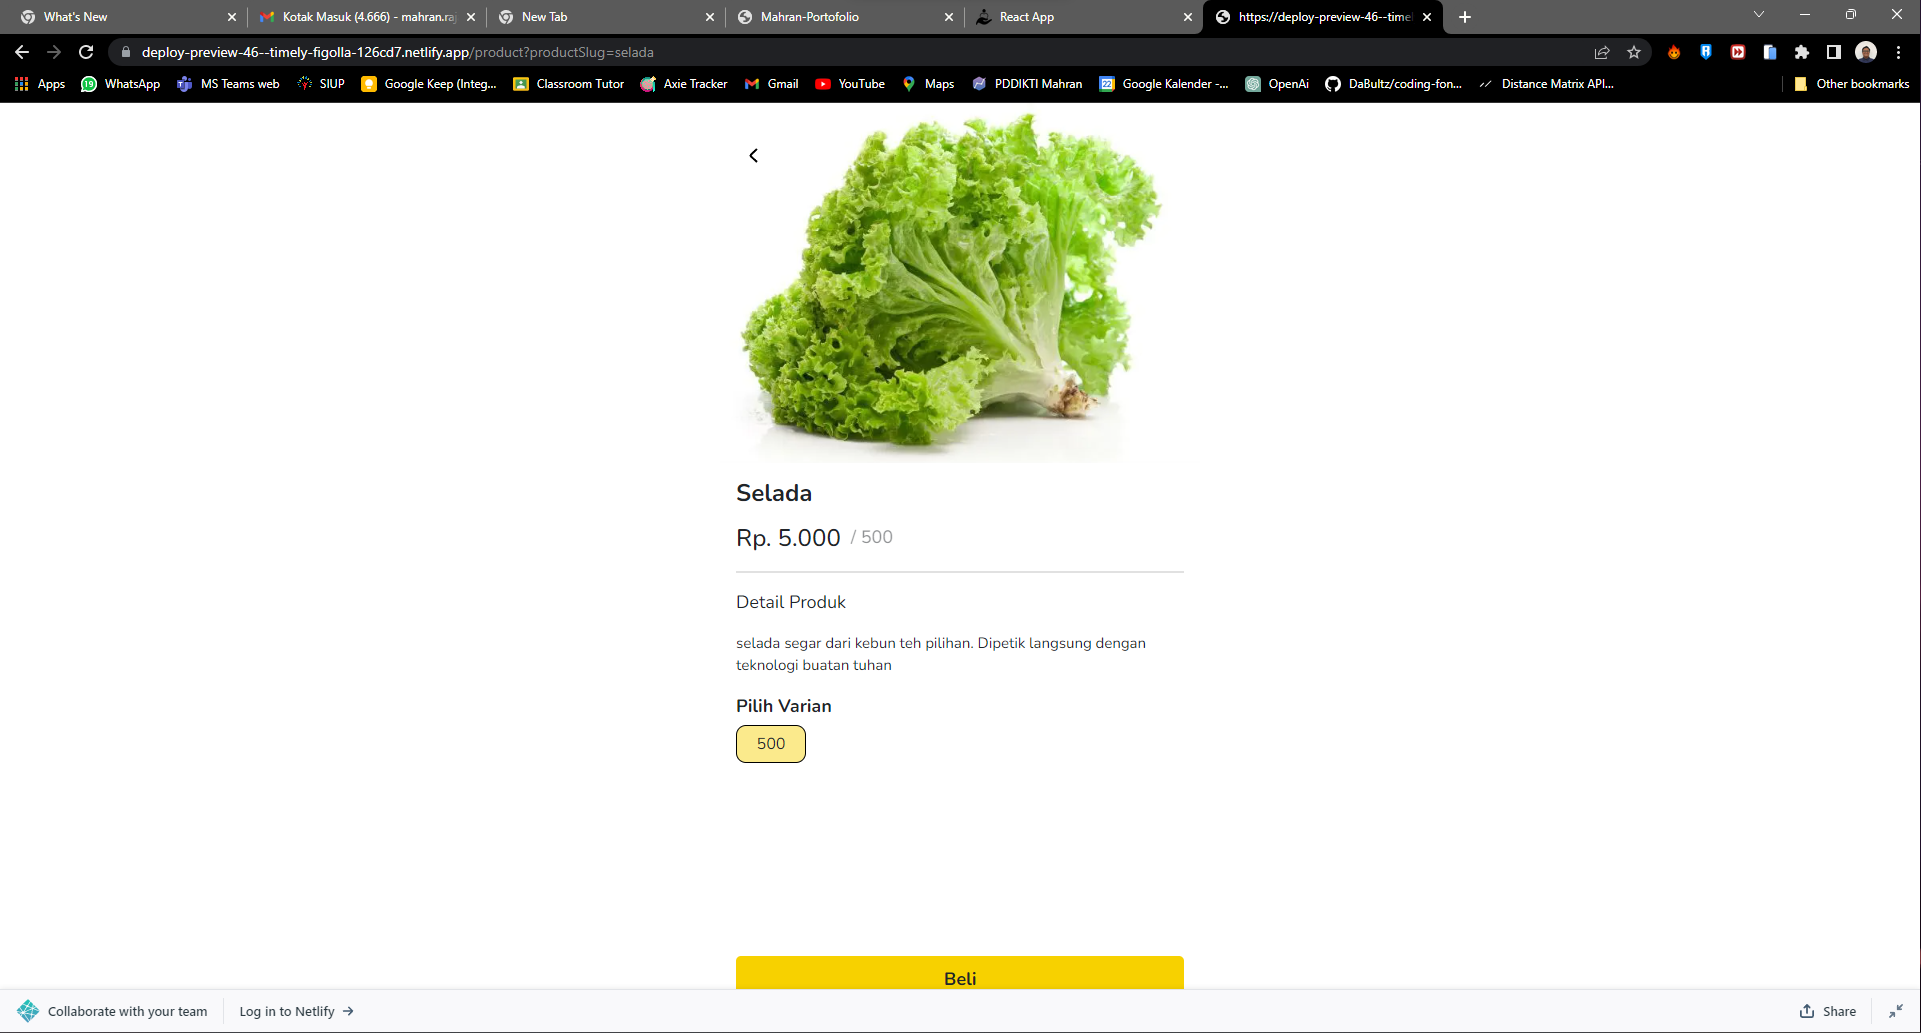 What's New
Kotak Masuk (4.666) - mahran.raj
New Tab
Mahran-Portofolio
React App
https://deploy-preview-46--timel
deploy-preview-46--timely-figolla-126cd7.netlify.app/product?productSlug=selada
Apps
19
WhatsApp
MS Teams web
SIUP
Google Keep (Integ...
Classroom Tutor
Axie Tracker
Gmail
YouTube
Maps
PDDIKTI Mahran
22
Google Kalender -...
OpenAi
DaBultz/coding-fon...
Distance Matrix API...
Other bookmarks
Selada
Rp. 5.000 / 500
Detail Produk
selada segar dari kebun teh pilihan. Dipetik langsung dengan
teknologi buatan tuhan
Pilih Varian
500
Beli
Collaborate with your team
Log in to Netlify →
Share